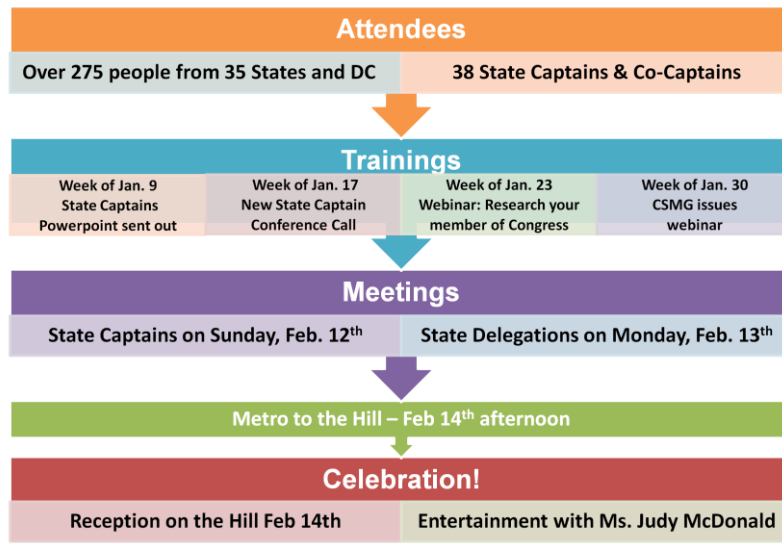 Attendees
Over 275 people from 35 States and DC
38 State Captains & Co-Captains
Trainings
Week of Jan. 9
State Captains
Powerpoint sent out
Week of Jan. 17
New State Captain
Conference Call
Week of Jan. 23
Webinar: Research your
member of Congress
Week of Jan. 30
CSMG issues
webinar
Meetings
State Captains on Sunday, Feb. 12th
State Delegations on Monday, Feb. 13th
Metro to the Hill – Feb 14th afternoon
Celebration!
Reception on the Hill Feb 14th
Entertainment with Ms. Judy McDonald